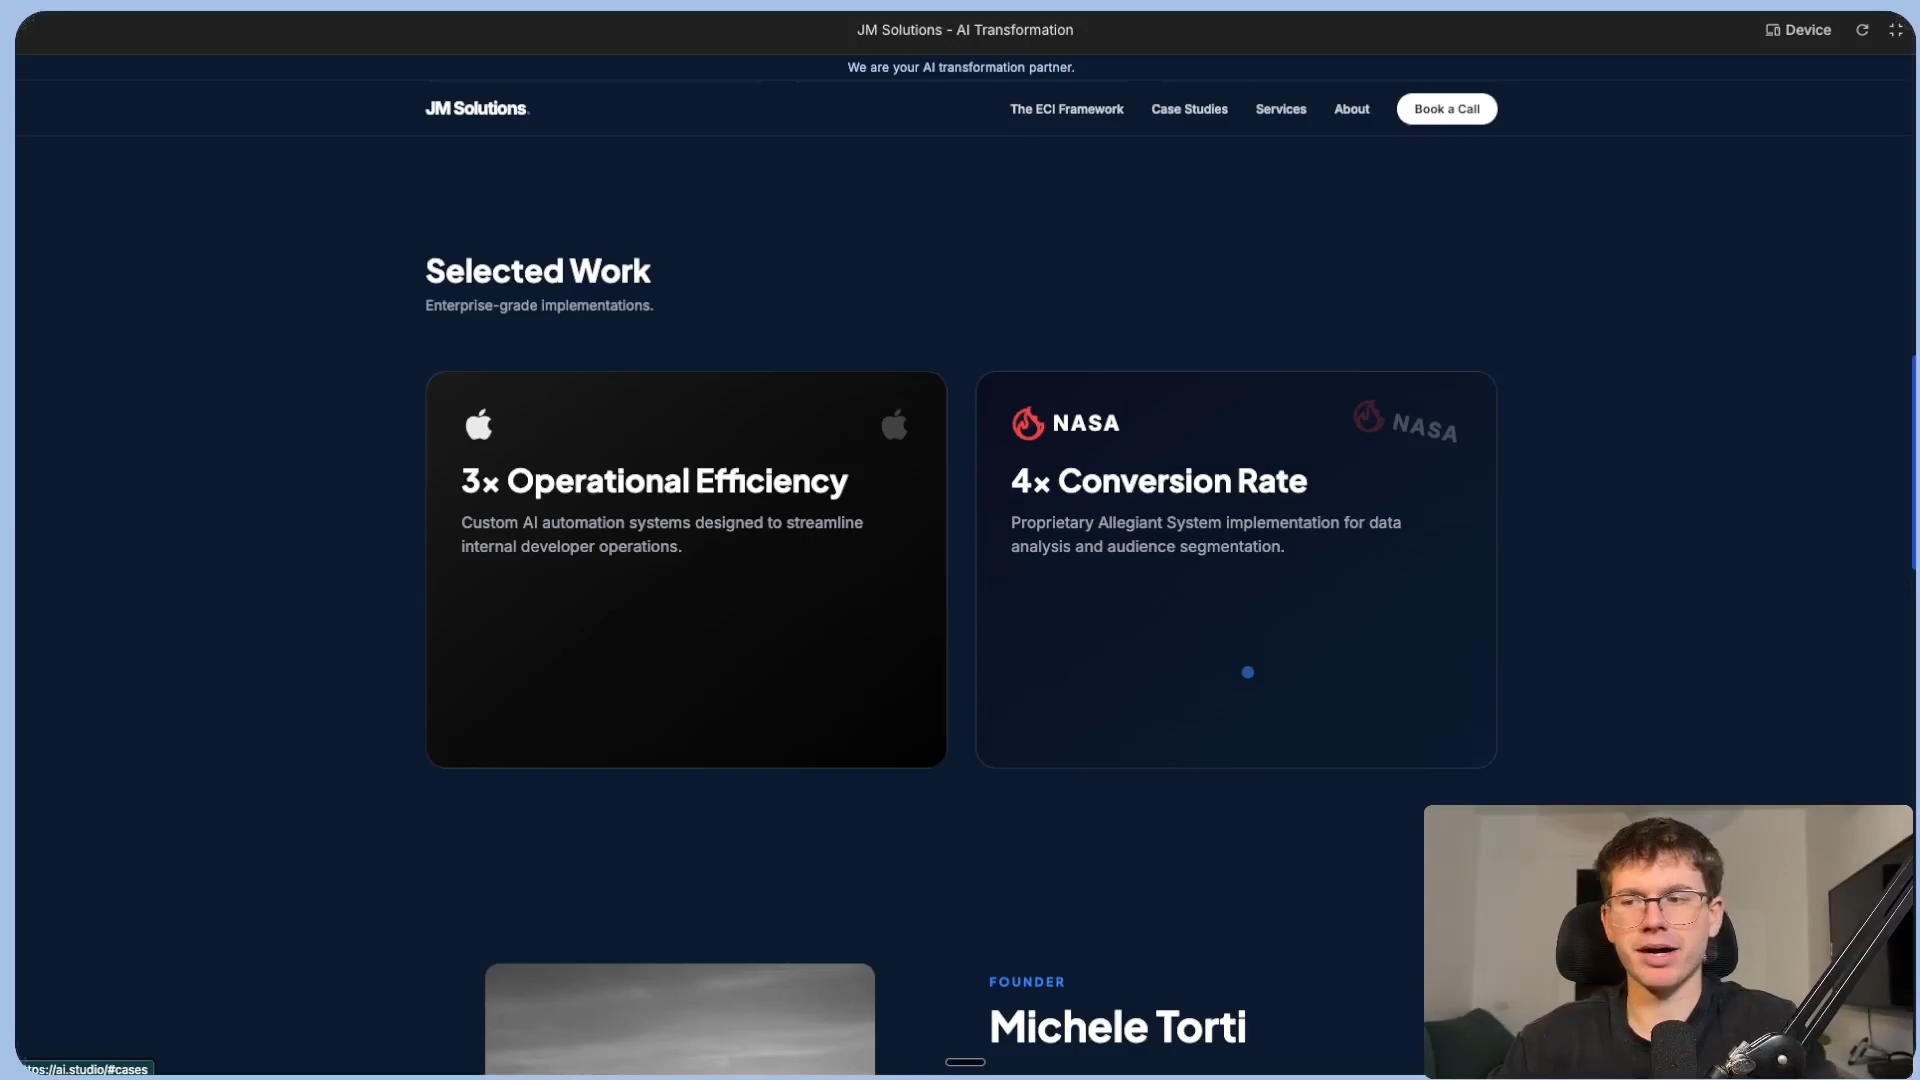 JM Solutions - AI Transformation
Device
We are your AI transformation partner.
JM Solutions.
The ECI Framework
Case Studies
Services
About
Book a Call
Selected Work
Enterprise-grade implementations.
3× Operational Efficiency
Custom AI automation systems designed to streamline
internal developer operations.
NASA
NASA
4× Conversion Rate
Proprietary Allegiant System implementation for data
analysis and audience segmentation.
FOUNDER
Michele Torti
tps://ai.studio/#cases